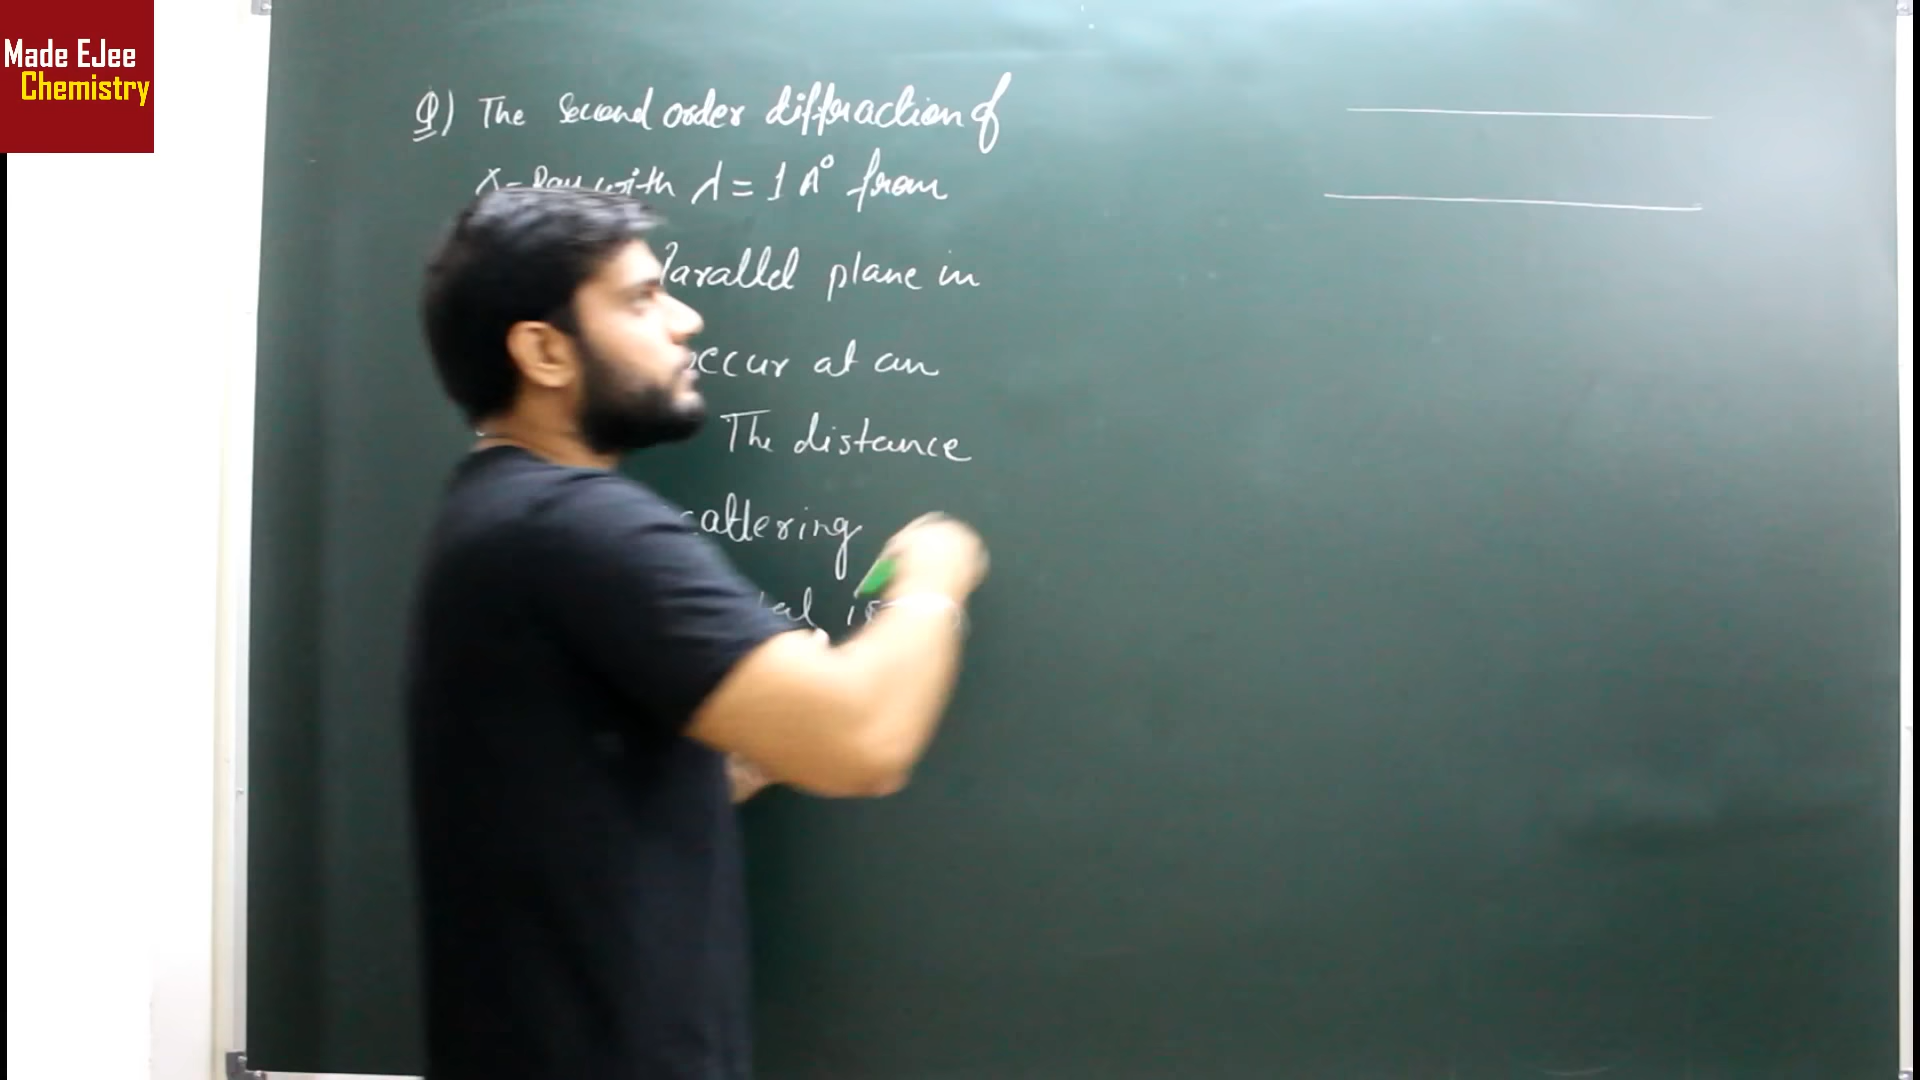 Made EJee
Chemistry
Q) The Second order diffraction of
X-Ray with λ = 1 A° from
Parallel plane in
occur at an
The distance
scattering
is